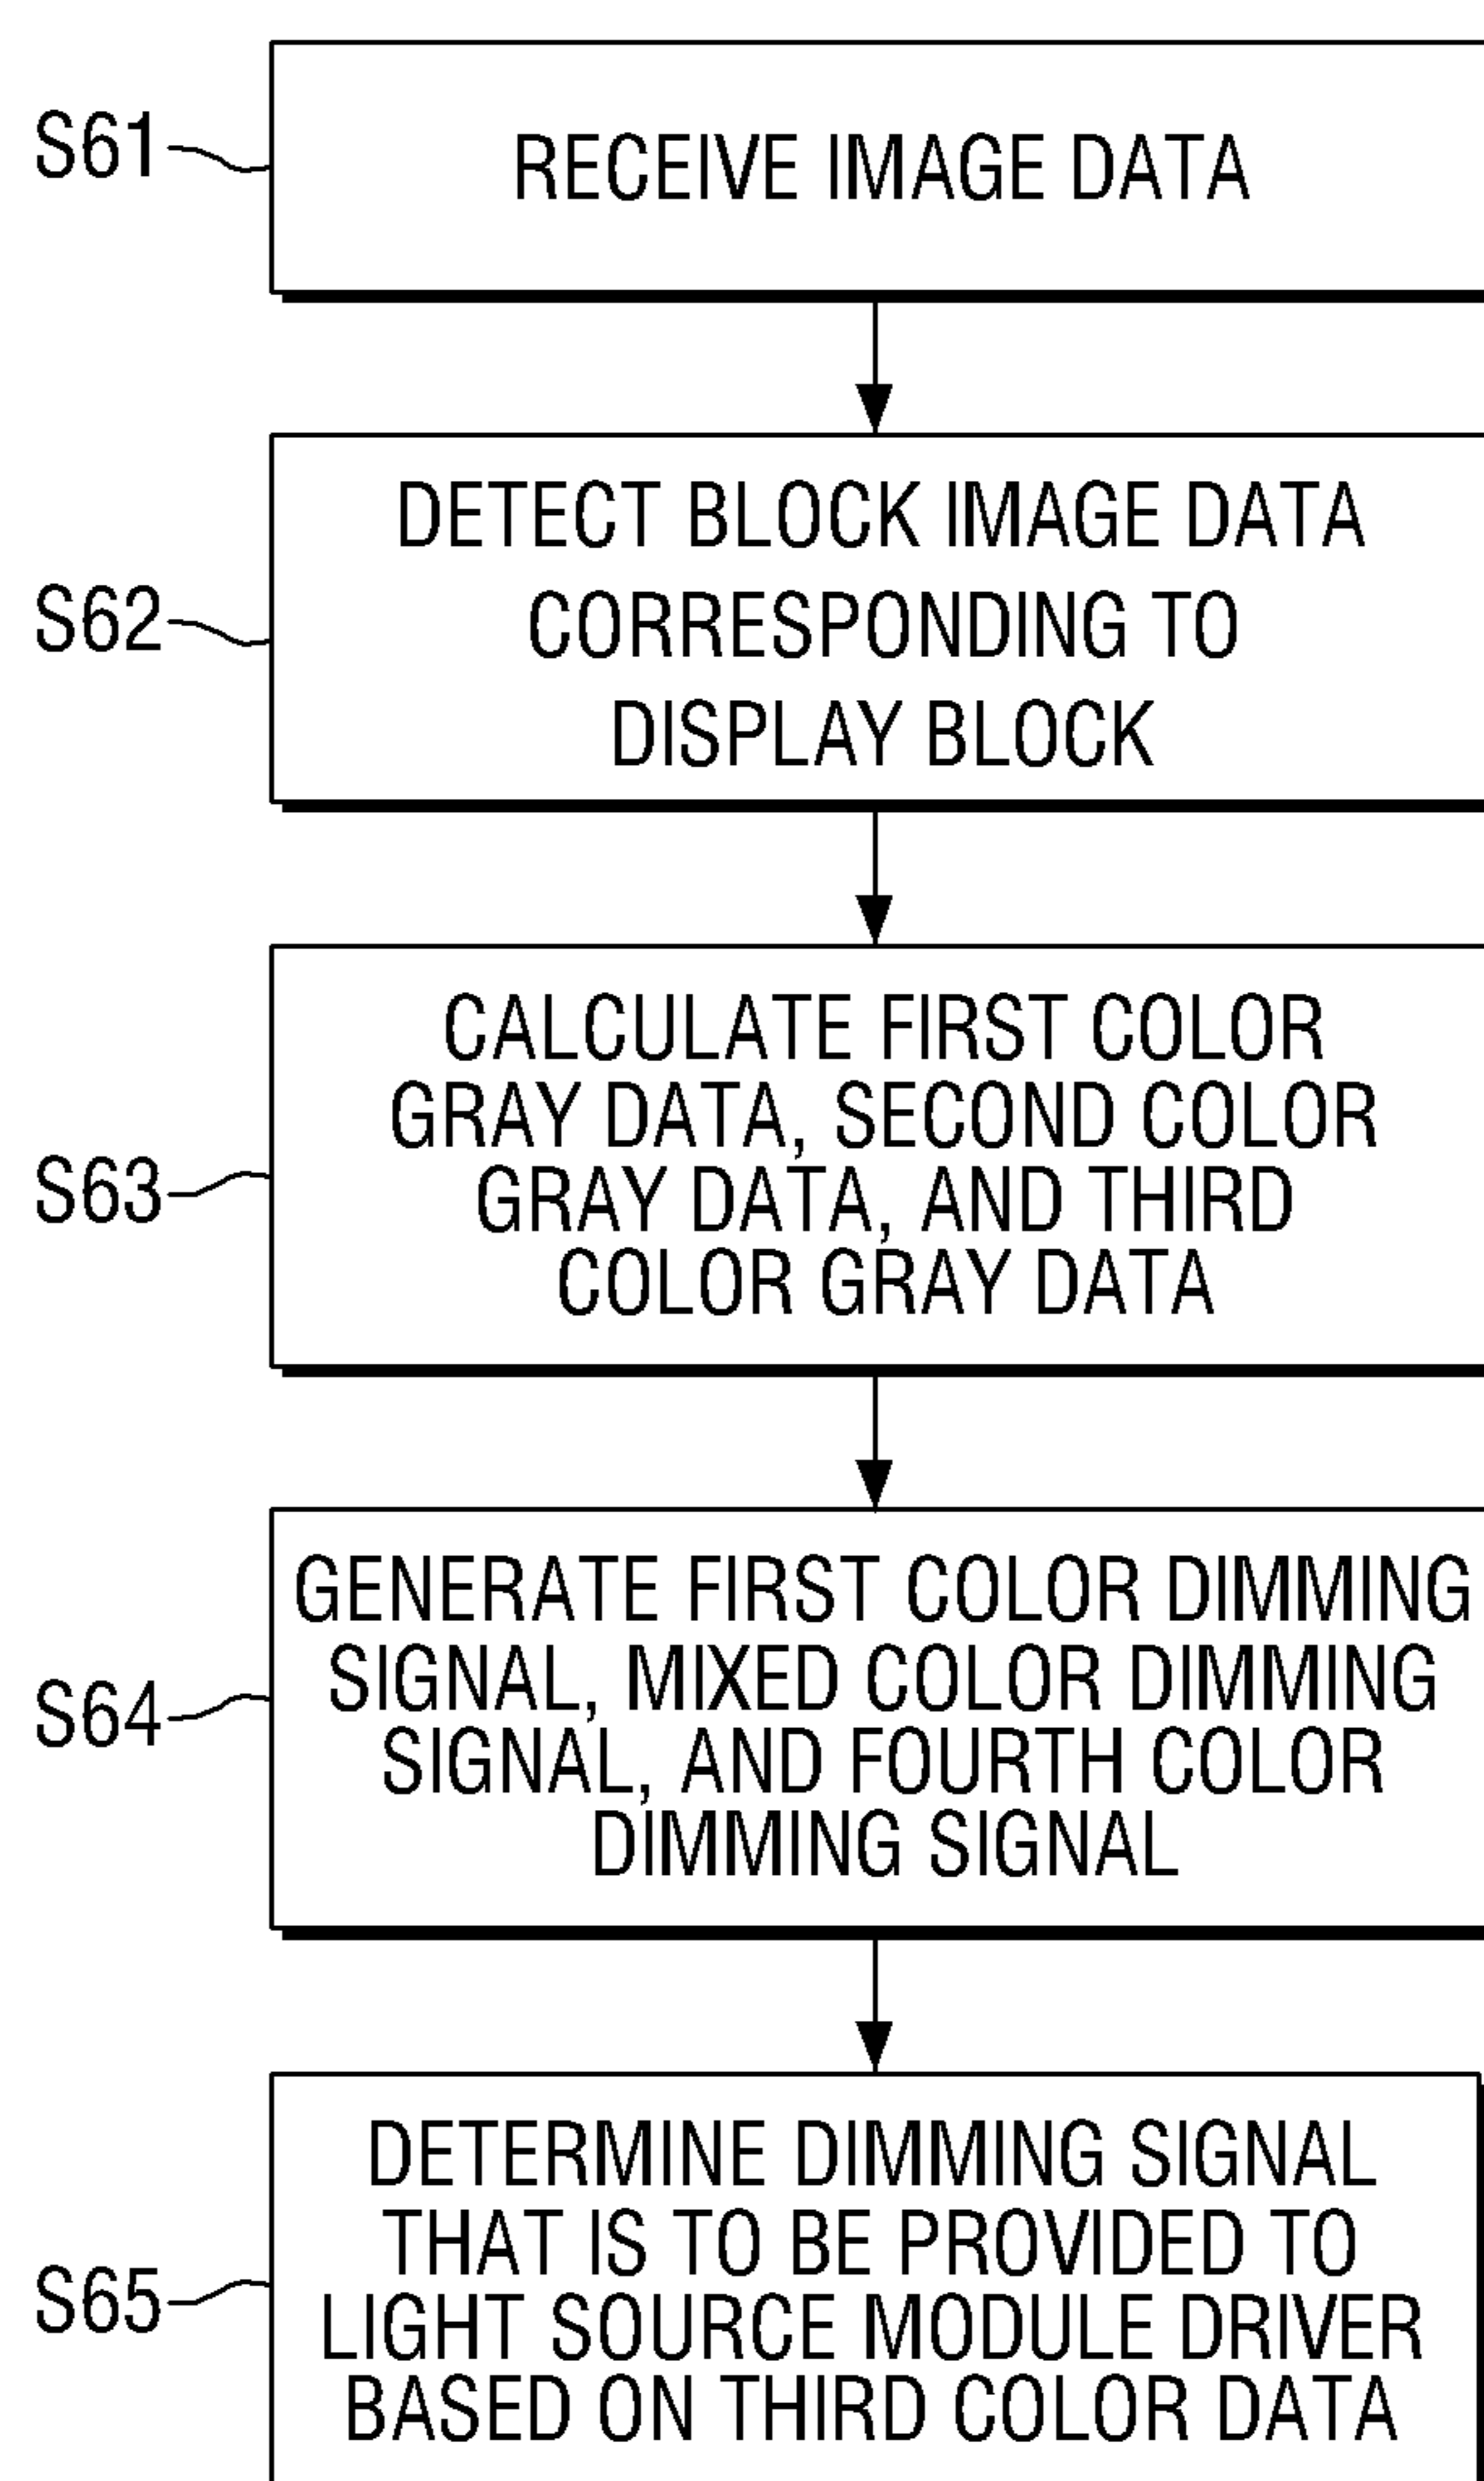 S61
RECEIVE IMAGE DATA
S62
DETECT BLOCK IMAGE DATA
CORRESPONDING TO
DISPLAY BLOCK
S63
CALCULATE FIRST COLOR
GRAY DATA, SECOND COLOR
GRAY DATA, AND THIRD
COLOR GRAY DATA
S64
GENERATE FIRST COLOR DIMMING
SIGNAL, MIXED COLOR DIMMING
SIGNAL, AND FOURTH COLOR
DIMMING SIGNAL
S65
DETERMINE DIMMING SIGNAL
THAT IS TO BE PROVIDED TO
LIGHT SOURCE MODULE DRIVER
BASED ON THIRD COLOR DATA